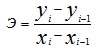 Э = (y_i − y_{i−1}) / (x_i − x_{i−1})